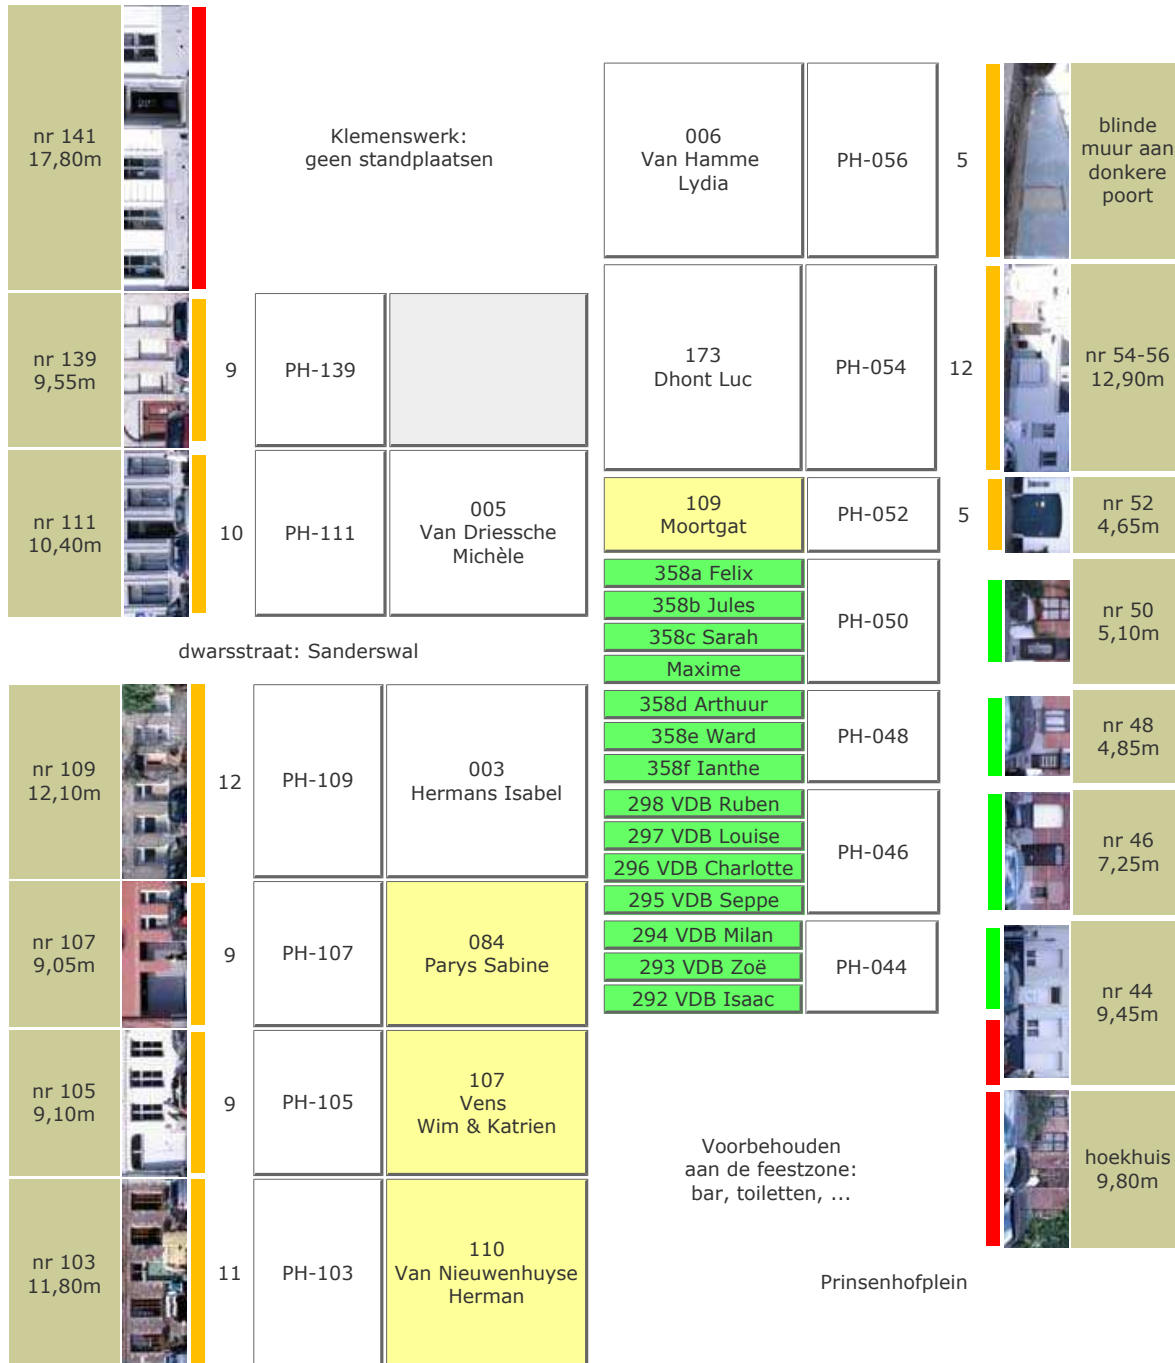 nr 141
17,80m
Klemenswerk:
geen standplaatsen
nr 139
9,55m
9
PH-139
nr 111
10,40m
10
PH-111
005
Van Driessche
Michèle
dwarsstraat: Sanderswal
nr 109
12,10m
12
PH-109
003
Hermans Isabel
nr 107
9,05m
9
PH-107
084
Parys Sabine
nr 105
9,10m
9
PH-105
107
Vens
Wim & Katrien
nr 103
11,80m
11
PH-103
110
Van Nieuwenhuyse
Herman
006
Van Hamme
Lydia
PH-056
5
blinde
muur aan
donkere
poort
173
Dhont Luc
PH-054
12
nr 54-56
12,90m
109
Moortgat
PH-052
5
nr 52
4,65m
358a Felix
358b Jules
358c Sarah
Maxime
PH-050
nr 50
5,10m
358d Arthuur
358e Ward
358f Ianthe
PH-048
nr 48
4,85m
298 VDB Ruben
297 VDB Louise
296 VDB Charlotte
295 VDB Seppe
PH-046
nr 46
7,25m
294 VDB Milan
293 VDB Zoë
292 VDB Isaac
PH-044
nr 44
9,45m
Voorbehouden
aan de feestzone:
bar, toiletten, ...
hoekhuis
9,80m
Prinsenhofplein